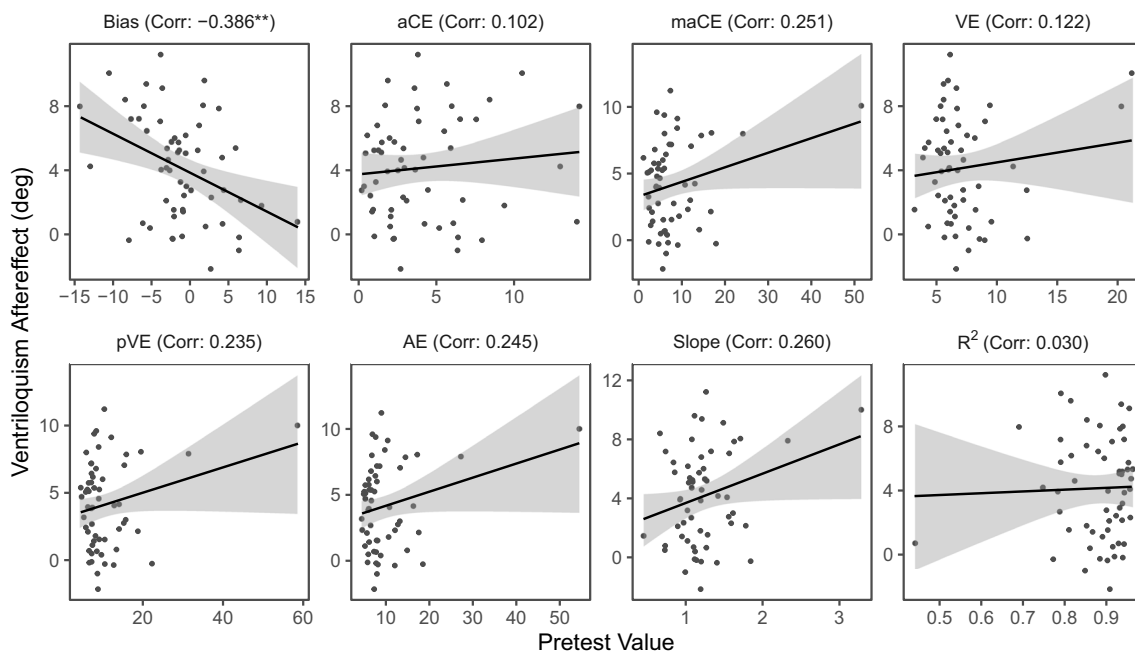 Bias (Corr: −0.386**) aCE (Corr: 0.102) maCE (Corr: 0.251) VE (Corr: 0.122)
8 8 10 8
4 4 5 4
0 0 0 0
−15 −10 −5 0 5 10 15 0 5 10 0 10 20 30 40 50 5 10 15 20
pVE (Corr: 0.235) AE (Corr: 0.245) Slope (Corr: 0.260) R² (Corr: 0.030)
12
10 10 8 8
5 5 4 4
0 0 0 0
20 40 60 10 20 30 40 50 1 2 3 0.5 0.6 0.7 0.8 0.9
Ventriloquism Aftereffect (deg)
Pretest Value